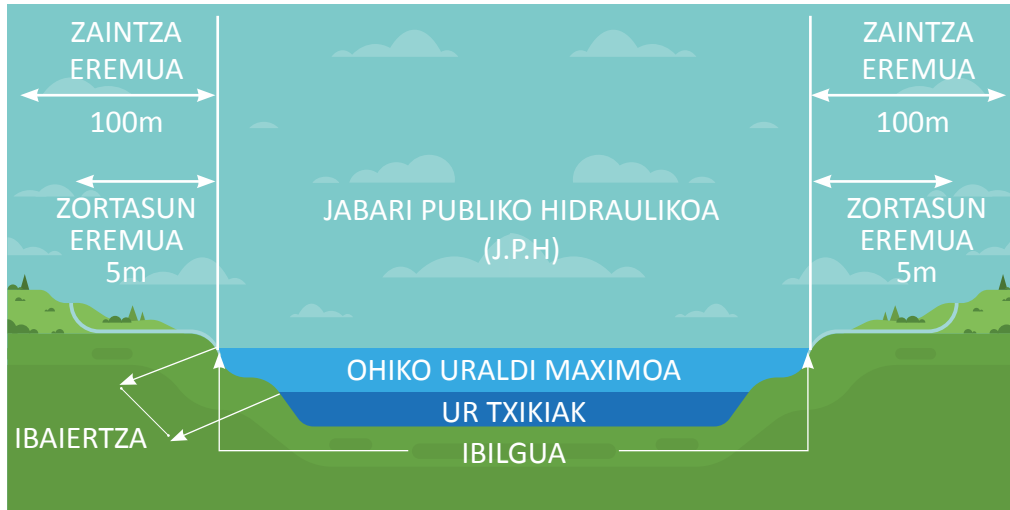 ZAINTZA
EREMUA
100m
ZORTASUN
EREMUA
5m
JABARI PUBLIKO HIDRAULIKOA
(J.P.H)
ZAINTZA
EREMUA
100m
ZORTASUN
EREMUA
5m
OHIKO URALDI MAXIMOA
UR TXIKIAK
IBAIERTZA
IBILGUA